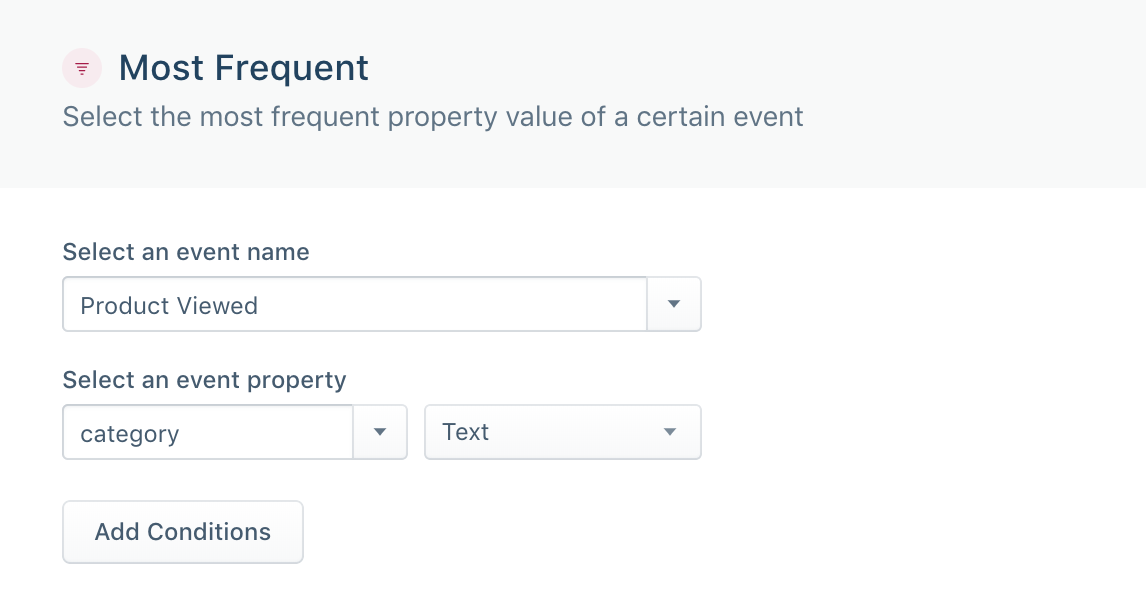 Most Frequent
Select the most frequent property value of a certain event
Select an event name
Product Viewed
Select an event property
category
Text
Add Conditions